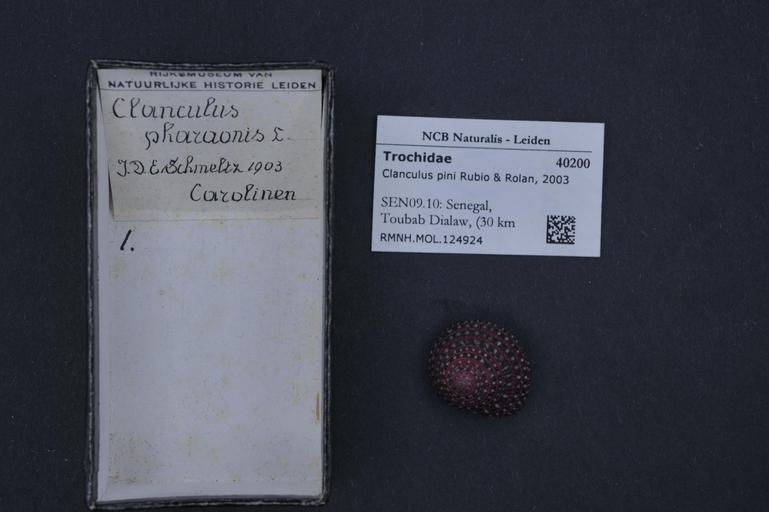 RIJKSMUSEUM VAN
NATUURLIJKE HISTORIE LEIDEN
Clanculus
pharaonis L.
J.D.E. Schmeltz 1903
Carolinen
1.
NCB Naturalis - Leiden
Trochidae 40200
Clanculus pini Rubio & Rolan, 2003
SEN09.10: Senegal,
Toubab Dialaw, (30 km
RMNH.MOL.124924